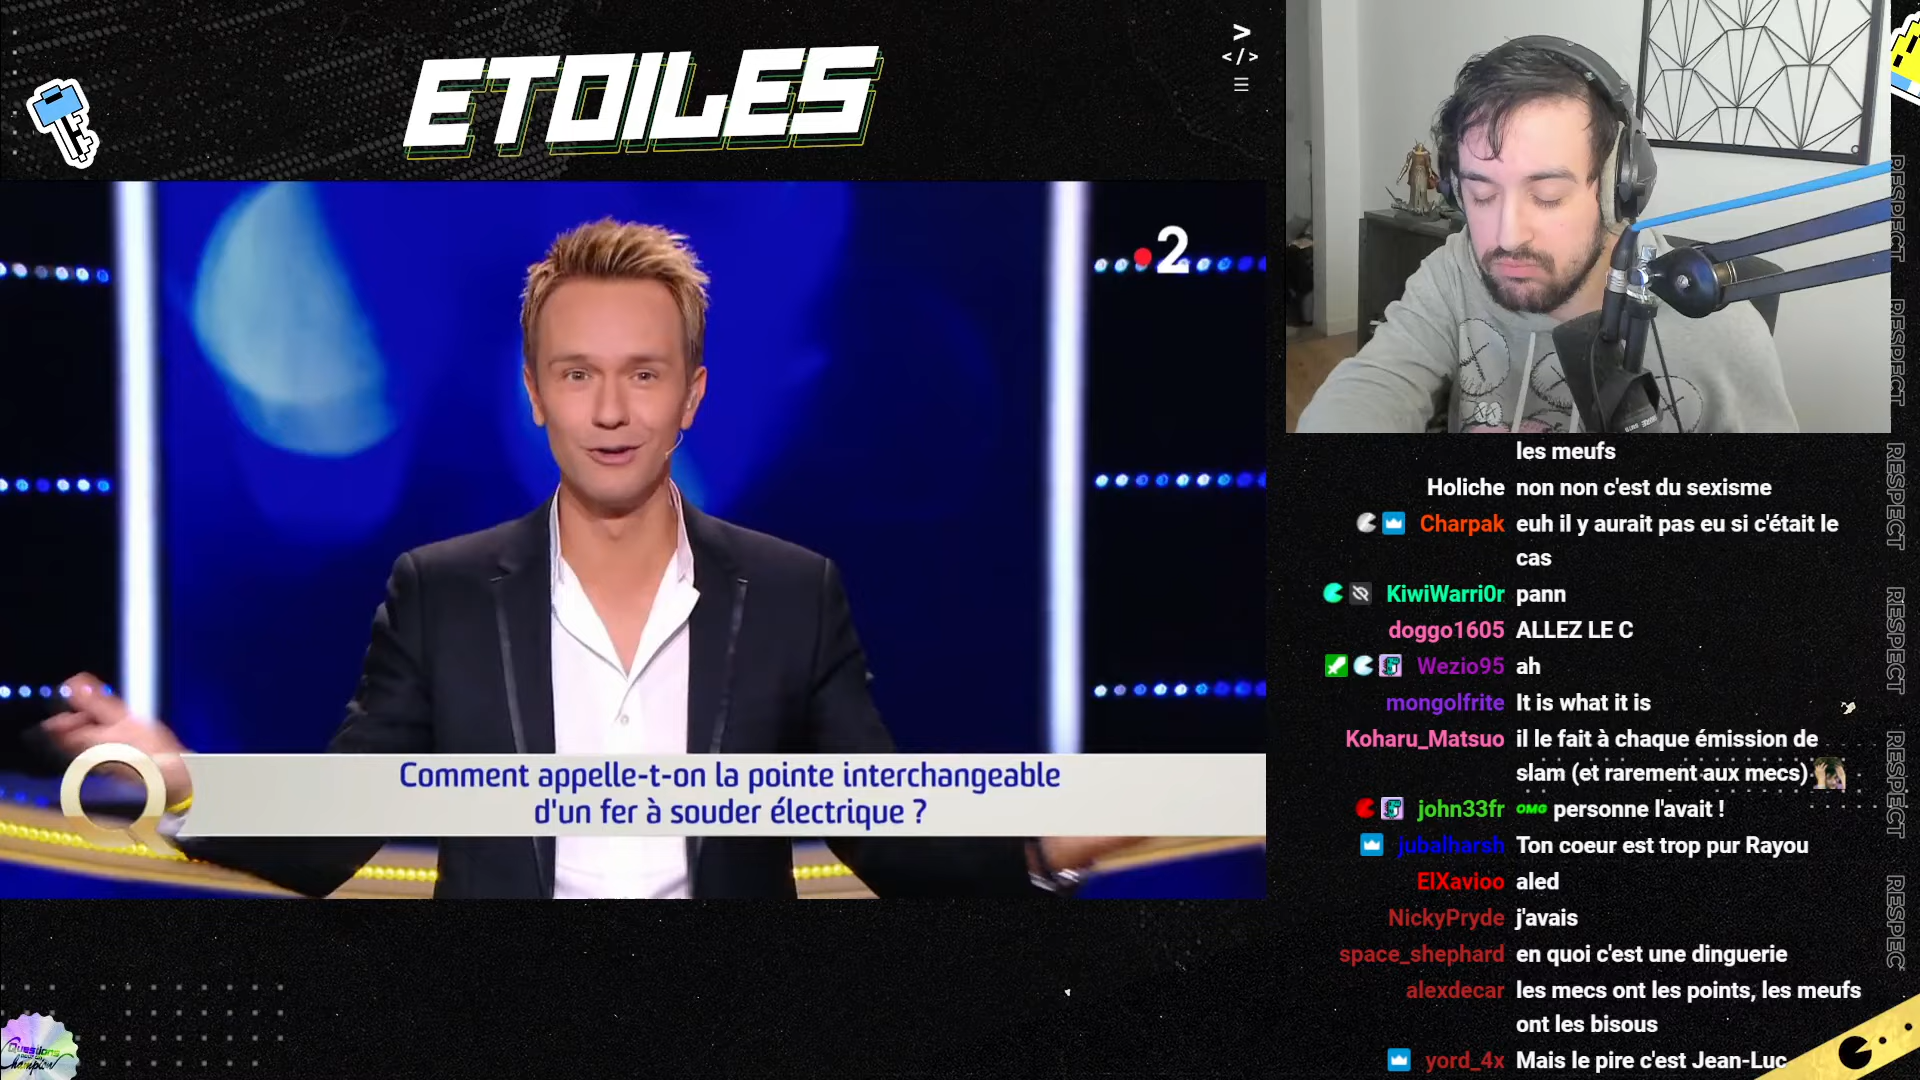 ETOILES
>
</>
2
Comment appelle-t-on la pointe interchangeable
d'un fer à souder électrique ?
les meufs
Holiche non non c'est du sexisme
Charpak euh il y aurait pas eu si c'était le
cas
KiwiWarri0r pann
doggo1605 ALLEZ LE C
Wezio95 ah
mongolfrite It is what it is
Koharu_Matsuo il le fait à chaque émission de
slam (et rarement aux mecs)
john33fr OMG personne l'avait !
jubalharsh Ton coeur est trop pur Rayou
ElXavioo aled
NickyPryde j'avais
space_shephard en quoi c'est une dinguerie
alexdecar les mecs ont les points, les meufs
ont les bisous
yord_4x Mais le pire c'est Jean-Luc
RESPECT
RESPECT
RESPECT
RESPECT
RESPECT
RESPEC
Questions
Champion